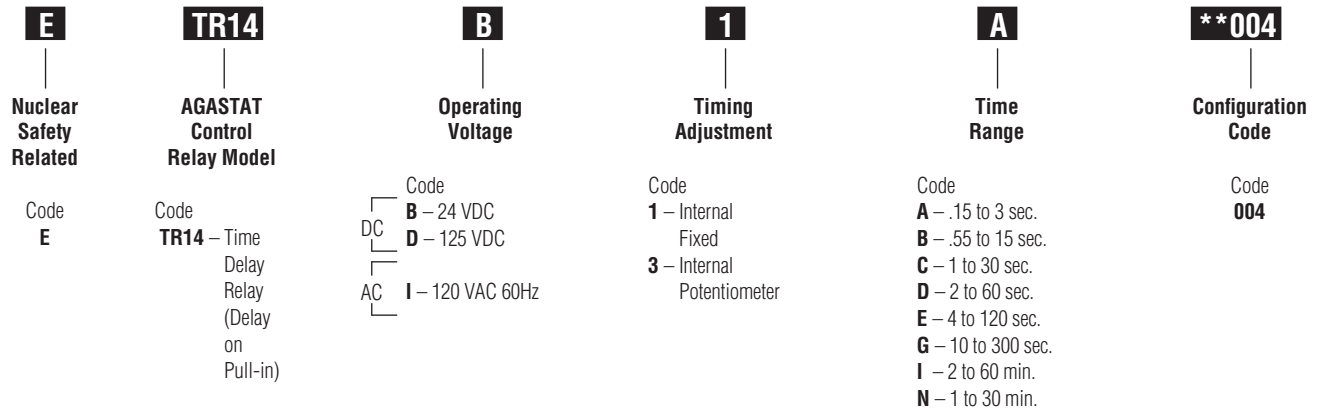 E
TR14
B
1
A
**004
Nuclear
Safety
Related
AGASTAT
Control
Relay Model
Operating
Voltage
Timing
Adjustment
Time
Range
Configuration
Code
Code
E
Code
TR14 – Time
Delay
Relay
(Delay
on
Pull-in)
DC
AC
Code
B – 24 VDC
D – 125 VDC
I – 120 VAC 60Hz
Code
1 – Internal
Fixed
3 – Internal
Potentiometer
Code
A – .15 to 3 sec.
B – .55 to 15 sec.
C – 1 to 30 sec.
D – 2 to 60 sec.
E – 4 to 120 sec.
G – 10 to 300 sec.
I – 2 to 60 min.
N – 1 to 30 min.
Code
004